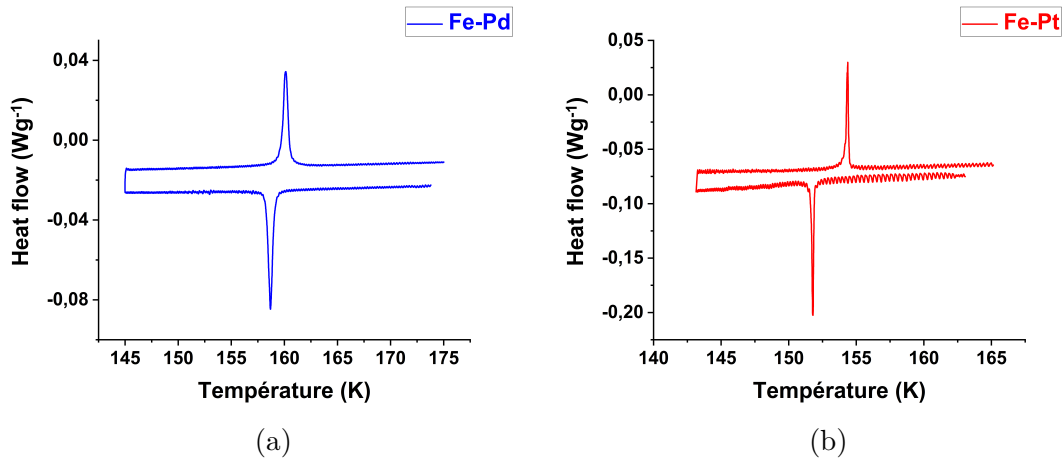 Fe-Pd
0,04
0,00
-0,04
-0,08
Heat flow (Wg⁻¹)
145 150 155 160 165 170 175
Température (K)
(a)
Fe-Pt
0,05
0,00
-0,05
-0,10
-0,15
-0,20
Heat flow (Wg⁻¹)
140 145 150 155 160 165
Température (K)
(b)